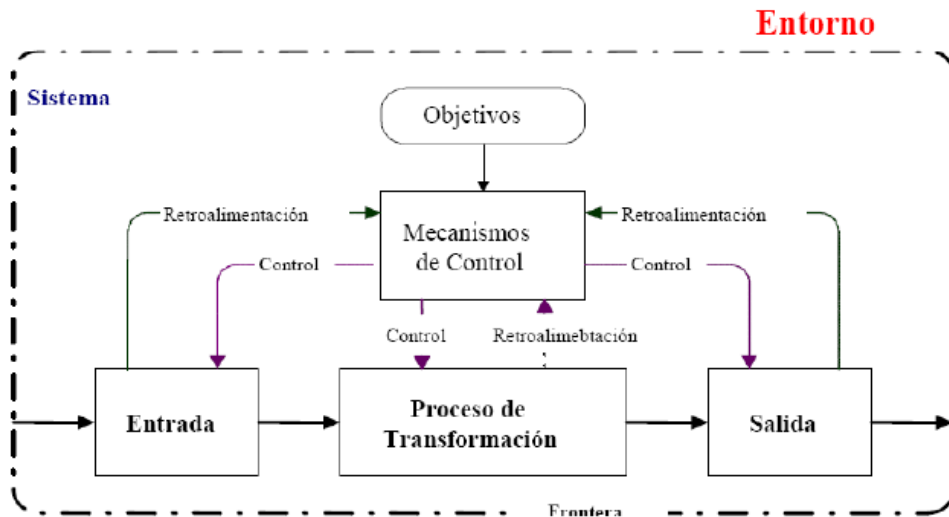 Entorno
Sistema
Objetivos
Retroalimentación
Mecanismos
de Control
Retroalimentación
Control
Control
Control
Retroalimebtación
Entrada
Proceso de
Transformación
Salida
Frontera